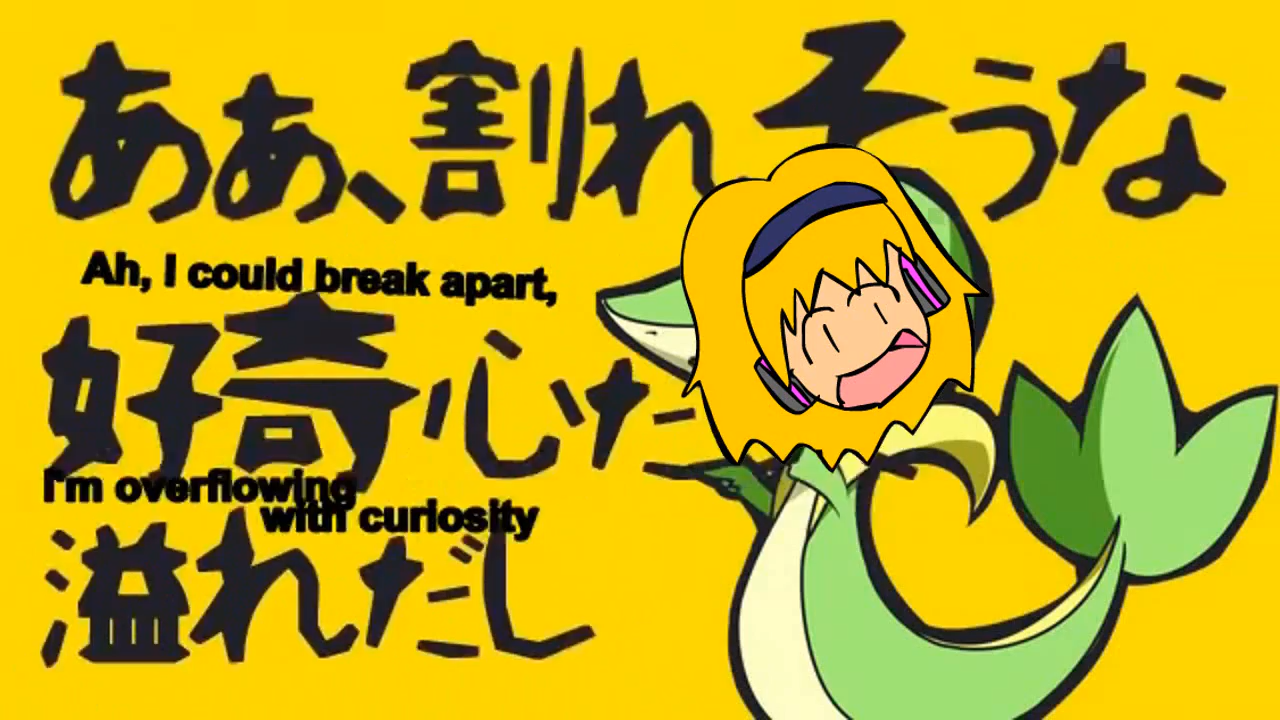 ああ、割れそうな
Ah, I could break apart,
好奇心た
I'm overflowing
with curiosity
溢れだし